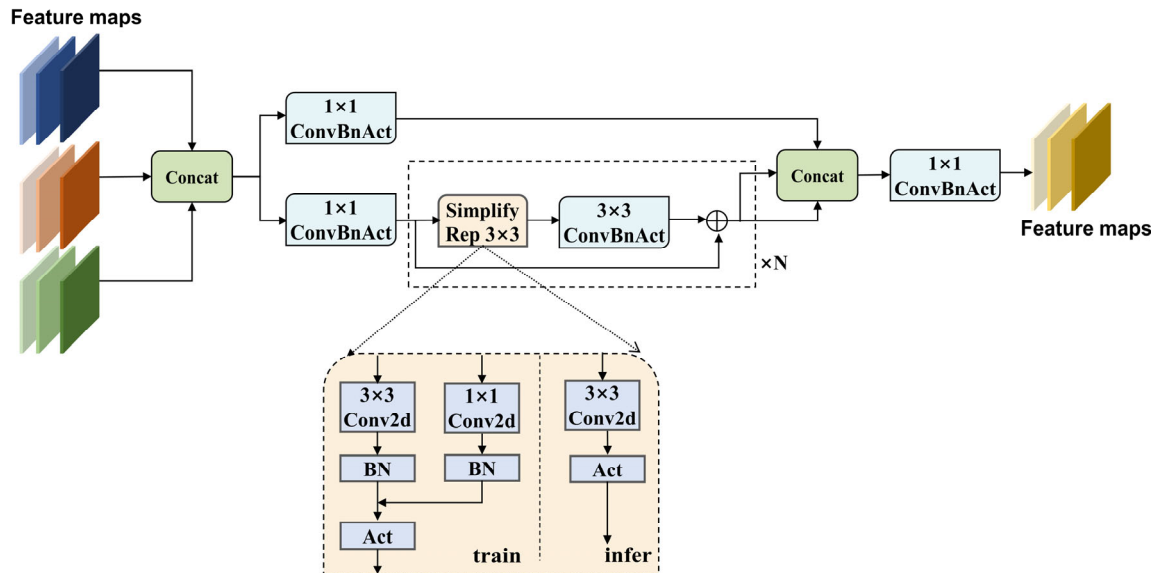 Feature maps
1×1
ConvBnAct
Concat
1×1
ConvBnAct
Simplify
Rep 3×3
3×3
ConvBnAct
×N
Concat
1×1
ConvBnAct
Feature maps
3×3
Conv2d
1×1
Conv2d
3×3
Conv2d
BN
BN
Act
Act
train
infer